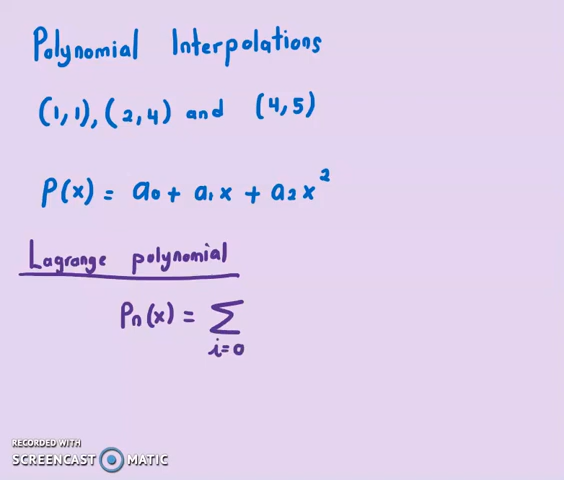 Polynomial Interpolations
(1,1), (2,4) and (4,5)
P(x) = a₀ + a₁x + a₂x²
Lagrange polynomial
Pn(x) = Σ
i=0
RECORDED WITH
SCREENCAST MATIC